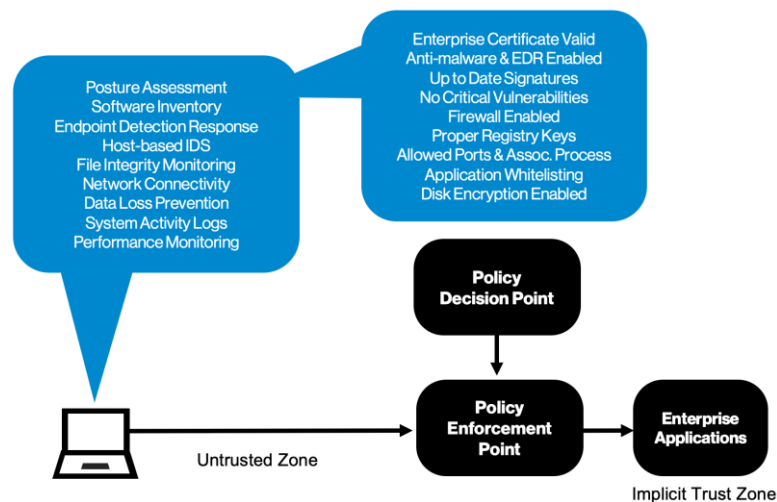 Posture Assessment
Software Inventory
Endpoint Detection Response
Host-based IDS
File Integrity Monitoring
Network Connectivity
Data Loss Prevention
System Activity Logs
Performance Monitoring
Enterprise Certificate Valid
Anti-malware & EDR Enabled
Up to Date Signatures
No Critical Vulnerabilities
Firewall Enabled
Proper Registry Keys
Allowed Ports & Assoc. Process
Application Whitelisting
Disk Encryption Enabled
Policy
Decision Point
Policy
Enforcement
Point
Enterprise
Applications
Untrusted Zone
Implicit Trust Zone